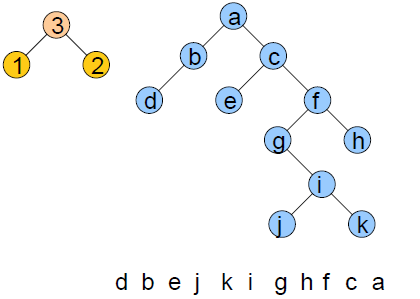 3
1 2
a
b c
d e f
g h
i
j k
d b e j k i g h f c a